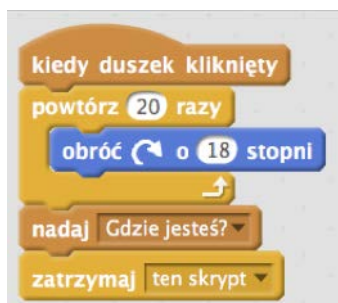 kiedy duszek kliknięty
powtórz 20 razy
obróć o 18 stopni
nadaj Gdzie jesteś?
zatrzymaj ten skrypt